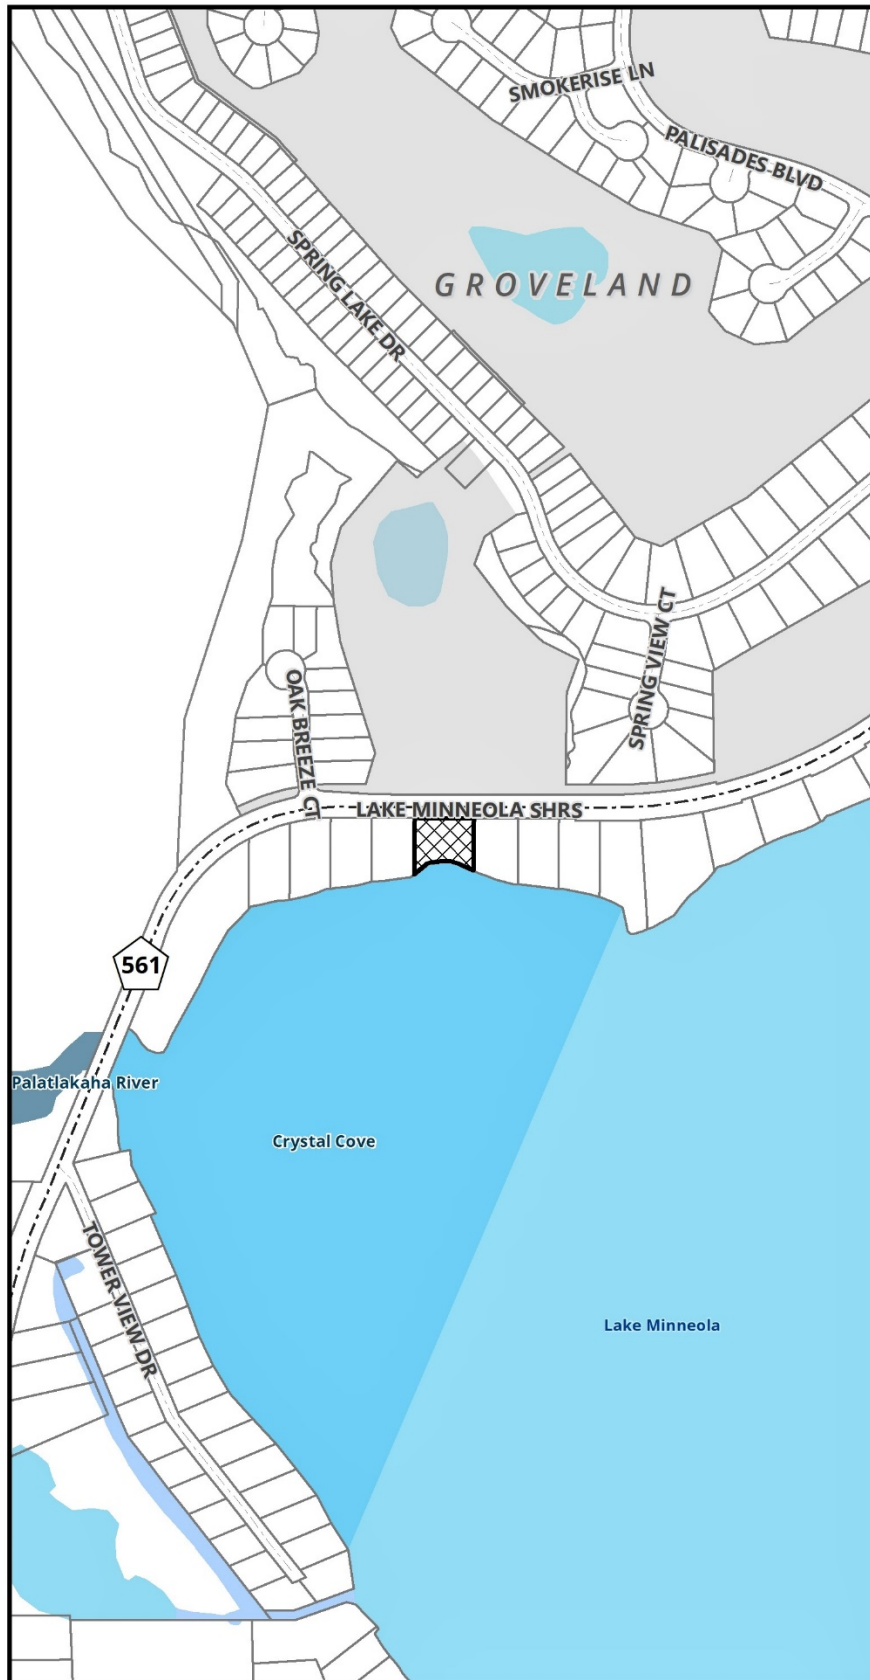 SMOKERISE LN
PALISADES BLVD
SPRING LAKE DR
GROVELAND
SPRING VIEW CT
OAK BREEZE CT
LAKE MINNEOLA SHRS
561
Palatlakaha River
Crystal Cove
TOWER VIEW DR
Lake Minneola